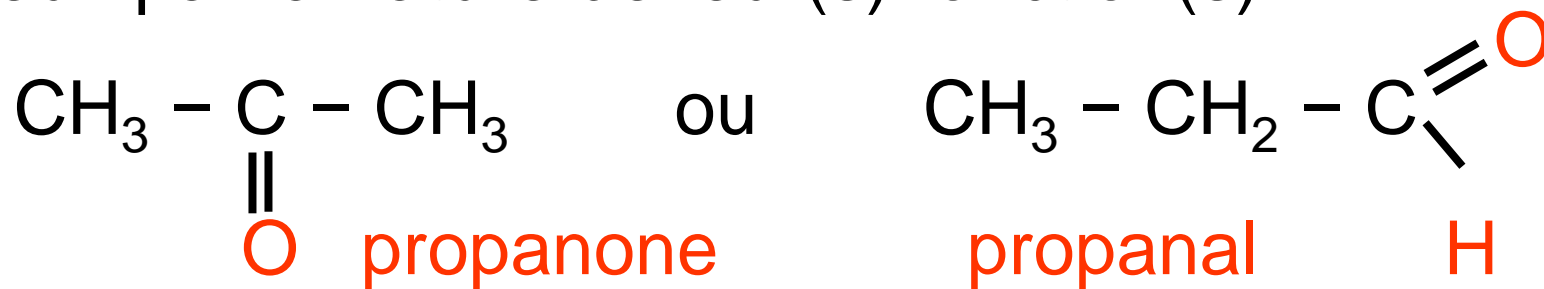 O
CH₃ – C – CH₃ ou CH₃ – CH₂ – C
O propanone propanal H